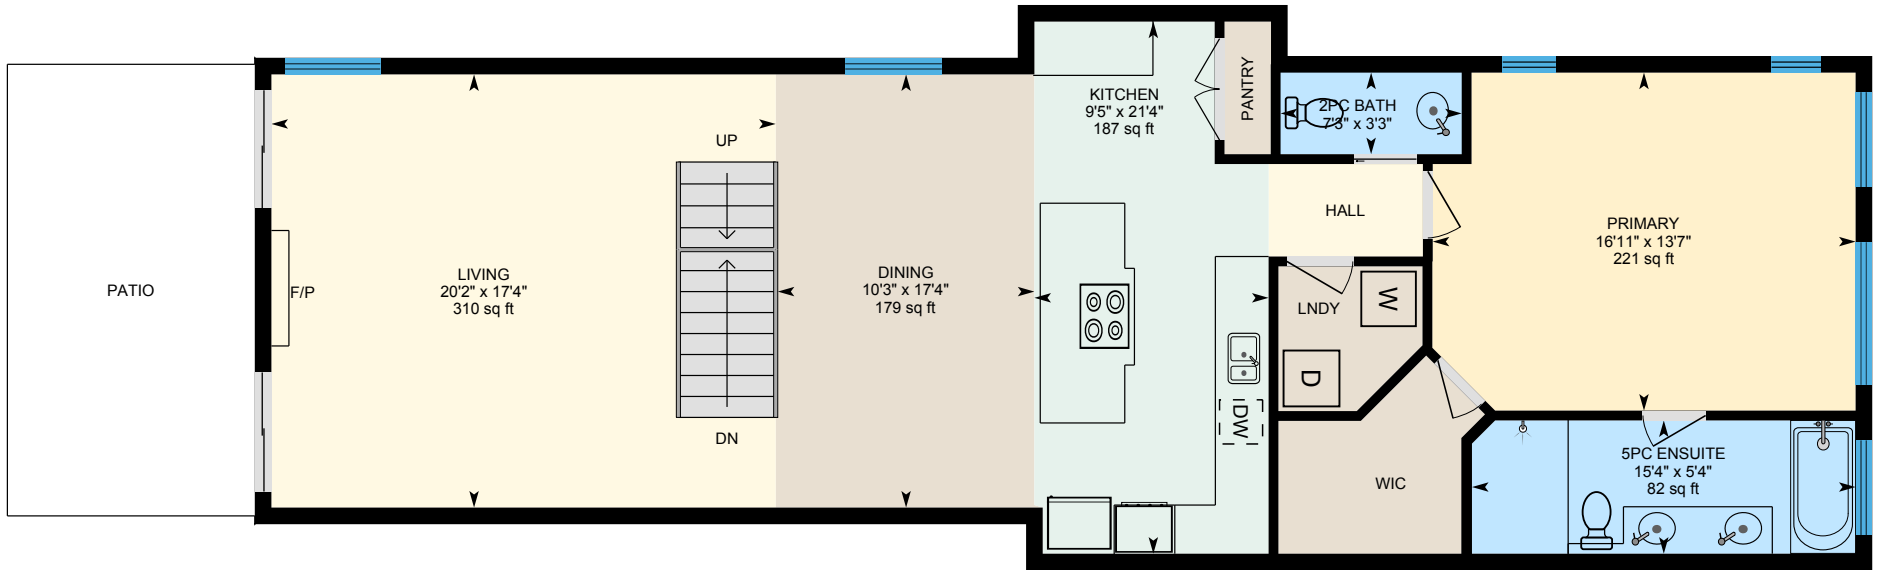 PATIO
F/P
LIVING
20'2" x 17'4"
310 sq ft
UP
DN
DINING
10'3" x 17'4"
179 sq ft
KITCHEN
9'5" x 21'4"
187 sq ft
PANTRY
2PC BATH
7'3" x 3'3"
HALL
LNDY
W
D
DW
WIC
PRIMARY
16'11" x 13'7"
221 sq ft
5PC ENSUITE
15'4" x 5'4"
82 sq ft